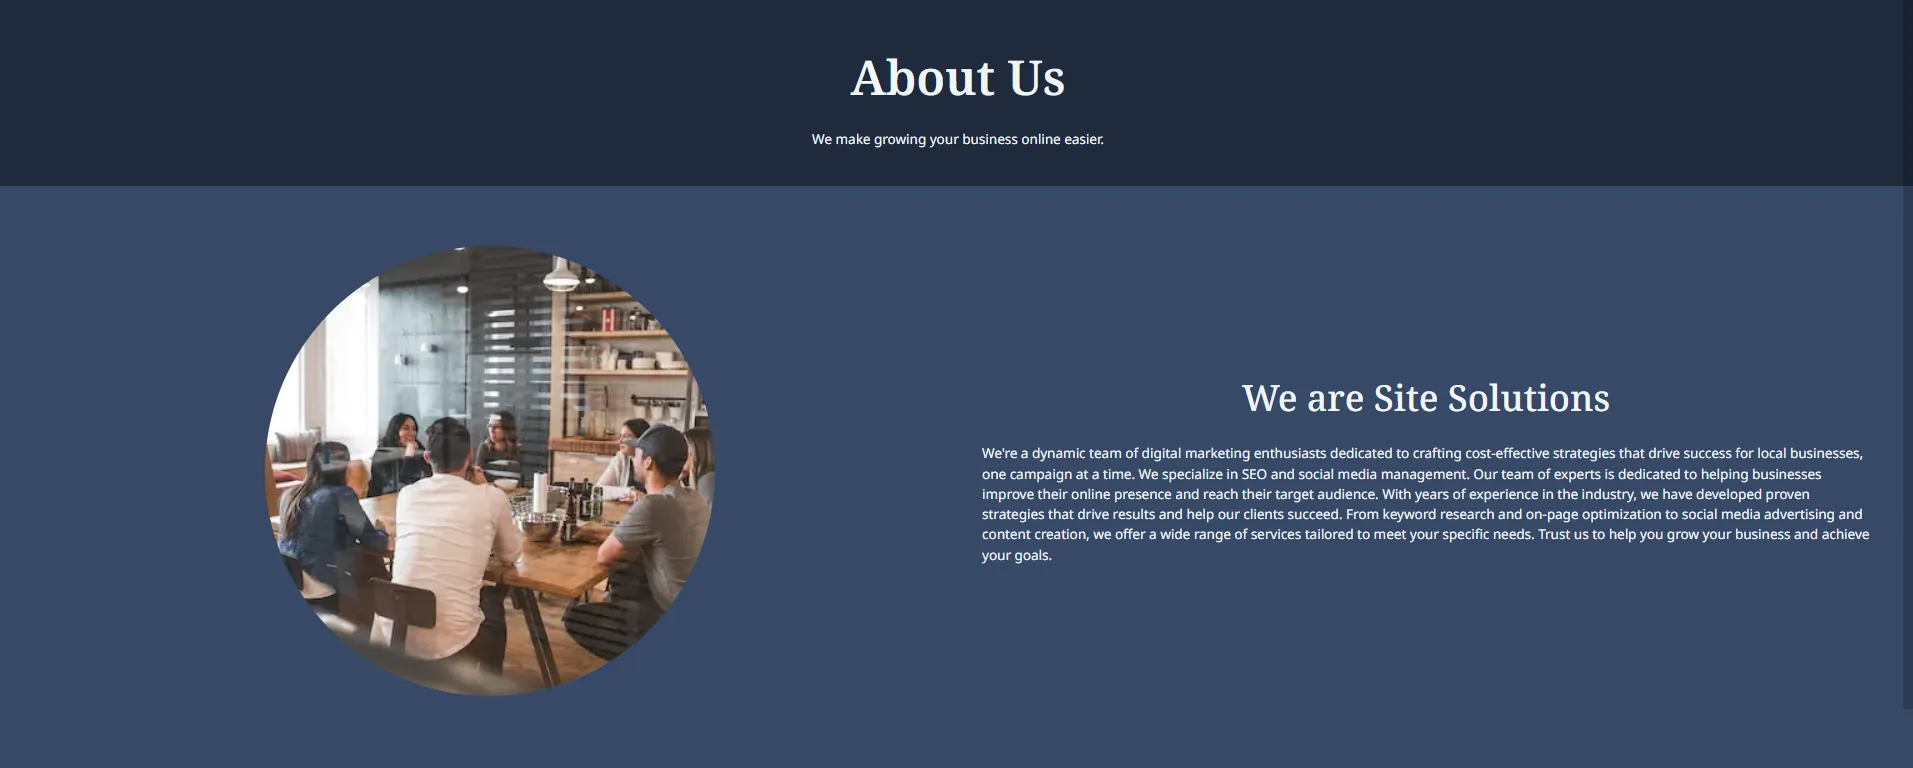 About Us
We make growing your business online easier.
We are Site Solutions
We're a dynamic team of digital marketing enthusiasts dedicated to crafting cost-effective strategies that drive success for local businesses,
one campaign at a time. We specialize in SEO and social media management. Our team of experts is dedicated to helping businesses
improve their online presence and reach their target audience. With years of experience in the industry, we have developed proven
strategies that drive results and help our clients succeed. From keyword research and on-page optimization to social media advertising and
content creation, we offer a wide range of services tailored to meet your specific needs. Trust us to help you grow your business and achieve
your goals.